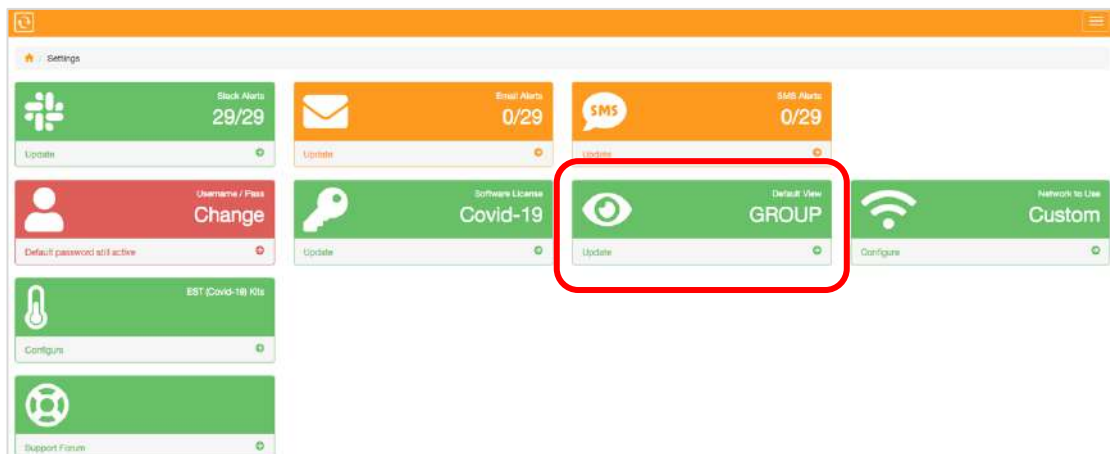 Settings
Slack Alerts
29/29
Update
Email Alerts
0/29
Update
SMS
SMS Alerts
0/29
Update
Username / Pass
Change
Default password still active
Software License
Covid-19
Update
Default View
GROUP
Update
Network to Use
Custom
Configure
EST (Covid-19) Kits
Configure
Support Forum